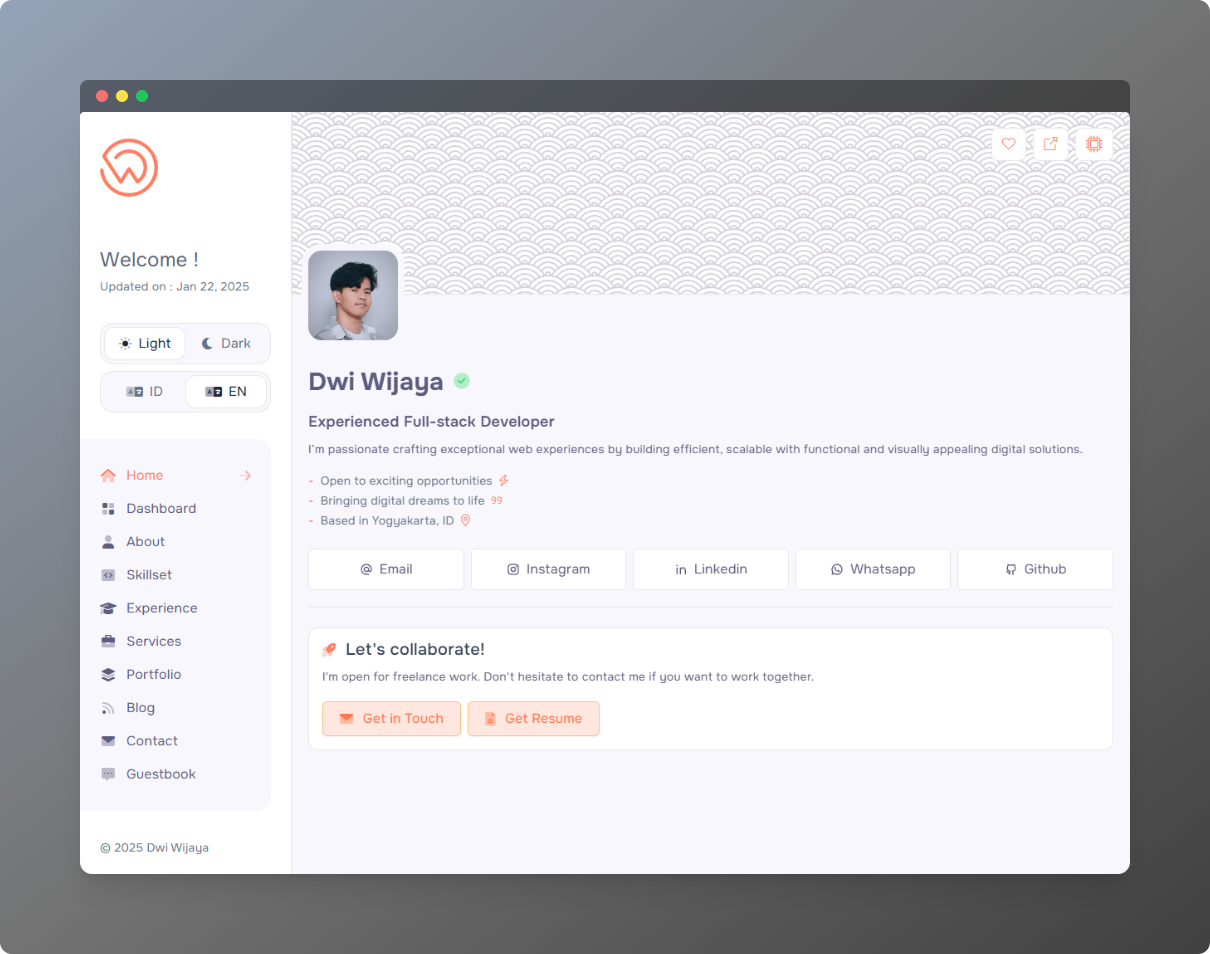 Welcome !
Updated on : Jan 22, 2025
Light Dark
ID EN
Home
Dashboard
About
Skillset
Experience
Services
Portfolio
Blog
Contact
Guestbook
© 2025 Dwi Wijaya
Dwi Wijaya
Experienced Full-stack Developer
I'm passionate crafting exceptional web experiences by building efficient, scalable with functional and visually appealing digital solutions.
- Open to exciting opportunities
- Bringing digital dreams to life
- Based in Yogyakarta, ID
Email Instagram Linkedin Whatsapp Github
Let's collaborate!
I'm open for freelance work. Don't hesitate to contact me if you want to work together.
Get in Touch Get Resume